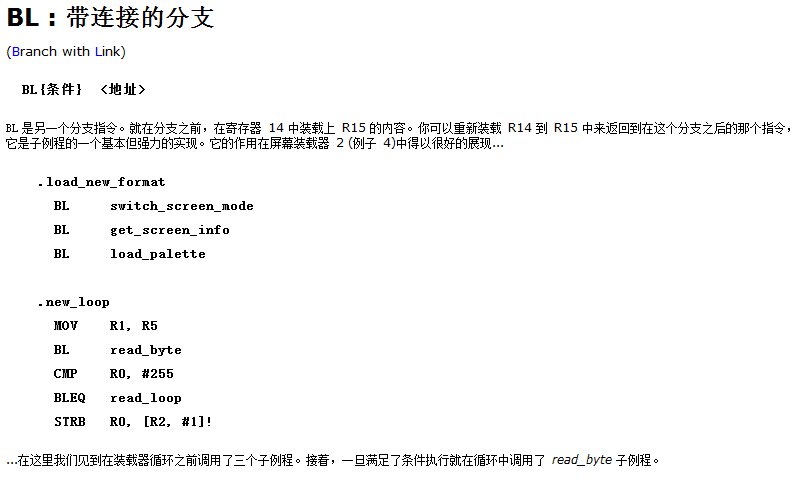 BL : 带连接的分支
(Branch with Link)
BL{条件} <地址>
BL 是另一个分支指令。就在分支之前，在寄存器 14 中装载上 R15 的内容。你可以重新装载 R14 到 R15 中来返回到在这个分支之后的那个指令，
它是子例程的一个基本但强力的实现。它的作用在屏幕装载器 2 (例子 4)中得以很好的展现...
.load_new_format
BL switch_screen_mode
BL get_screen_info
BL load_palette
.new_loop
MOV R1, R5
BL read_byte
CMP R0, #255
BLEQ read_loop
STRB R0, [R2, #1]!
...在这里我们见到在装载器循环之前调用了三个子例程。接着，一旦满足了条件执行就在循环中调用了 read_byte 子例程。